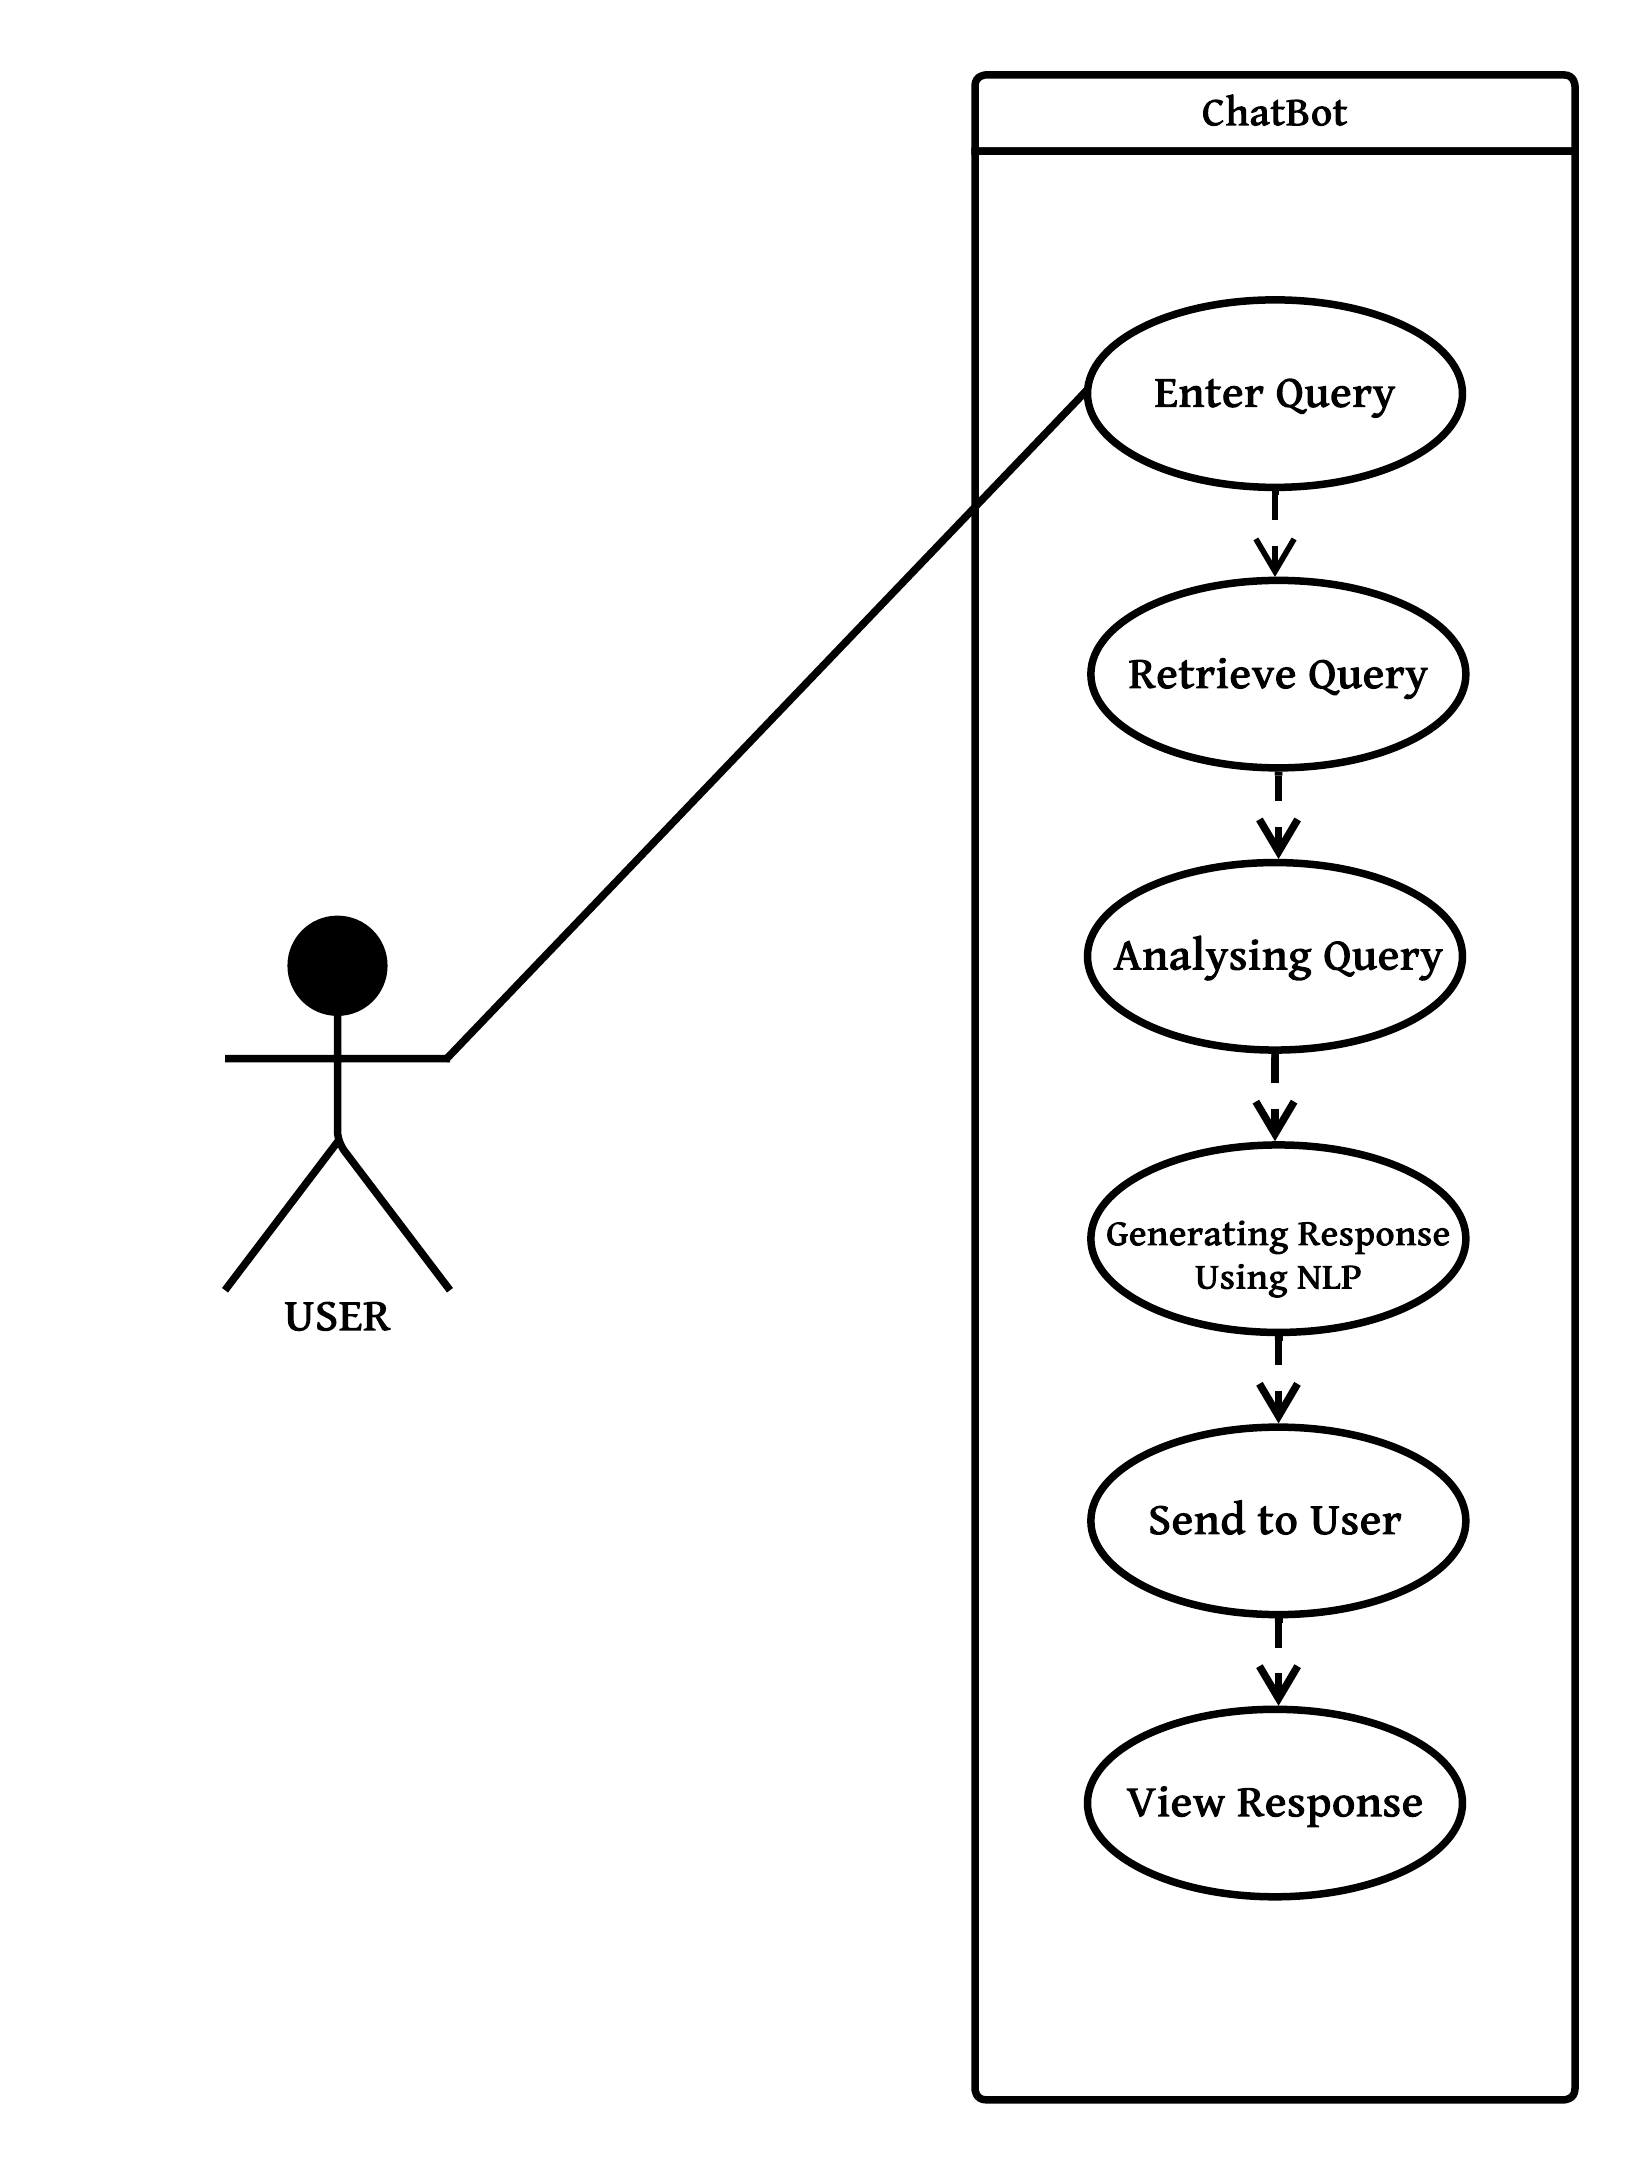 ChatBot
Enter Query
Retrieve Query
Analysing Query
Generating Response
Using NLP
USER
Send to User
View Response